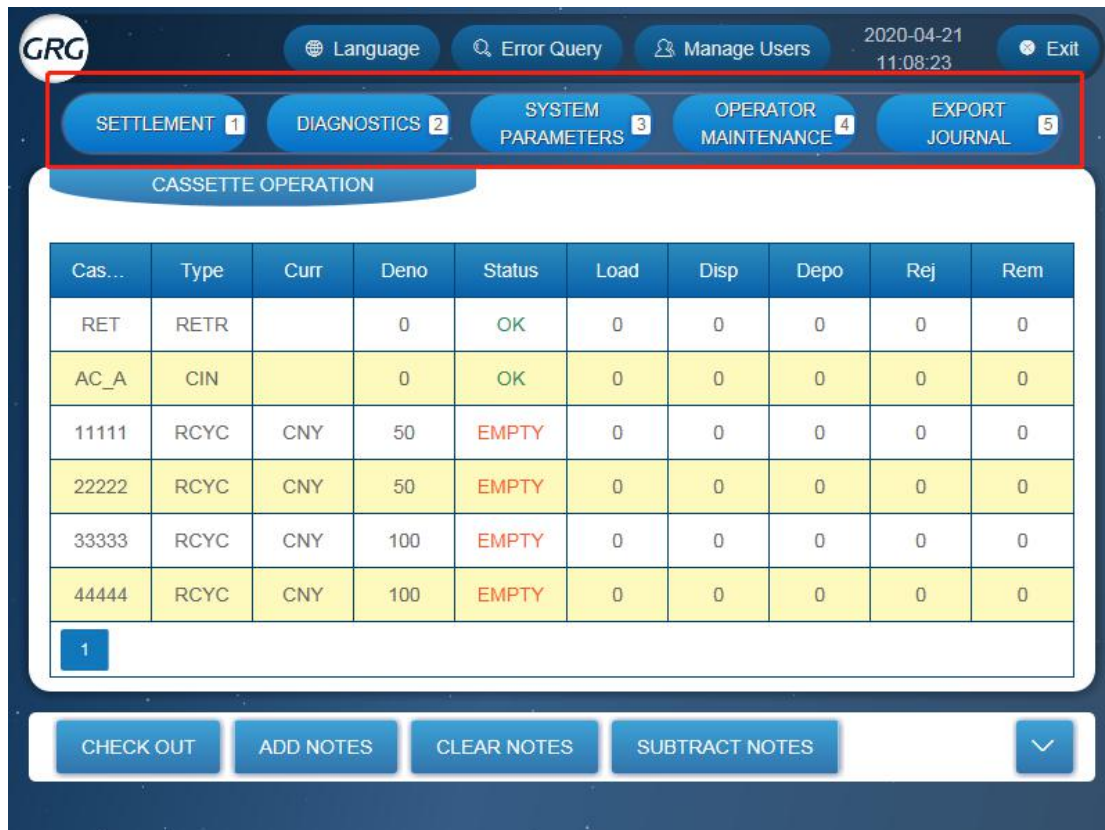 GRG
Language
Error Query
Manage Users
2020-04-21
11:08:23
Exit
SETTLEMENT 1
DIAGNOSTICS 2
SYSTEM
PARAMETERS 3
OPERATOR
MAINTENANCE 4
EXPORT
JOURNAL 5
CASSETTE OPERATION
Cas... Type Curr Deno Status Load Disp Depo Rej Rem
RET RETR 0 OK 0 0 0 0 0
AC_A CIN 0 OK 0 0 0 0 0
11111 RCYC CNY 50 EMPTY 0 0 0 0 0
22222 RCYC CNY 50 EMPTY 0 0 0 0 0
33333 RCYC CNY 100 EMPTY 0 0 0 0 0
44444 RCYC CNY 100 EMPTY 0 0 0 0 0
1
CHECK OUT ADD NOTES CLEAR NOTES SUBTRACT NOTES